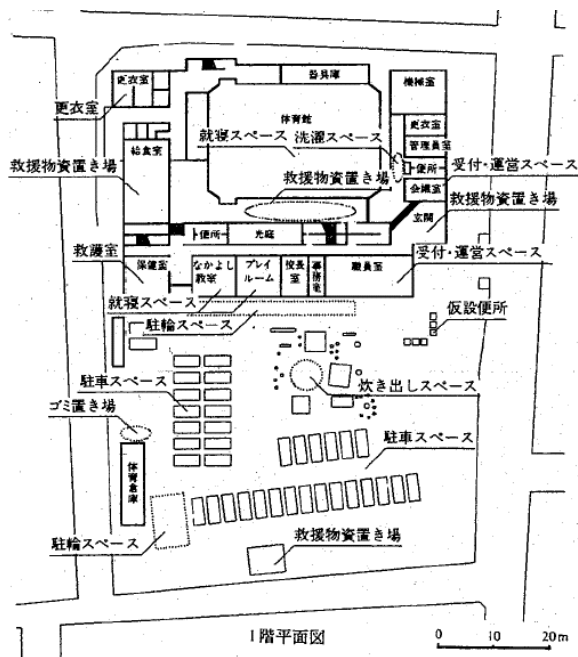 更衣室
器具庫
機械室
更衣室
体育館
就寝スペース
洗濯スペース
更衣室
給食室
管理員室
便所
受付・運営スペース
救援物資置き場
救援物資置き場
会議室
救援物資置き場
玄関
便所
光庭
救護室
保健室
なかよし教室
プレイルーム
校長室
事務室
職員室
受付・運営スペース
就寝スペース
仮設便所
駐輪スペース
駐車スペース
炊き出しスペース
ゴミ置き場
駐車スペース
体育倉庫
駐輪スペース
救援物資置き場
1階平面図
0 10 20m